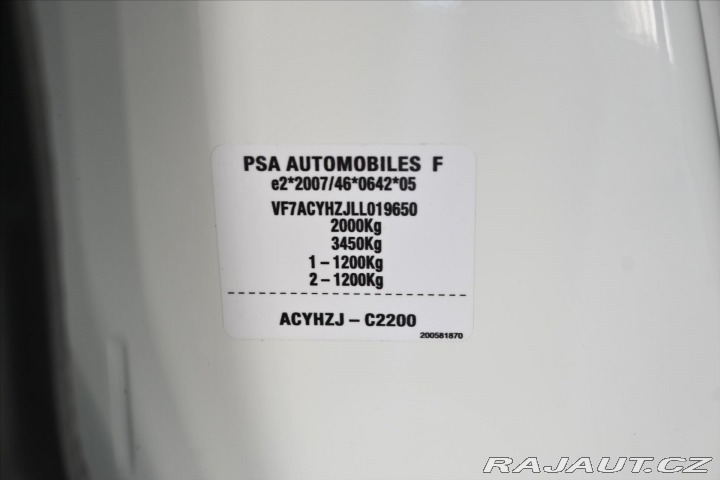 PSA AUTOMOBILES F
e2*2007/46*0642*05
VF7ACYHZJLL019650
2000Kg
3450Kg
1 – 1200Kg
2 – 1200Kg
ACYHZJ – C2200
200581870
RAJAUT.CZ